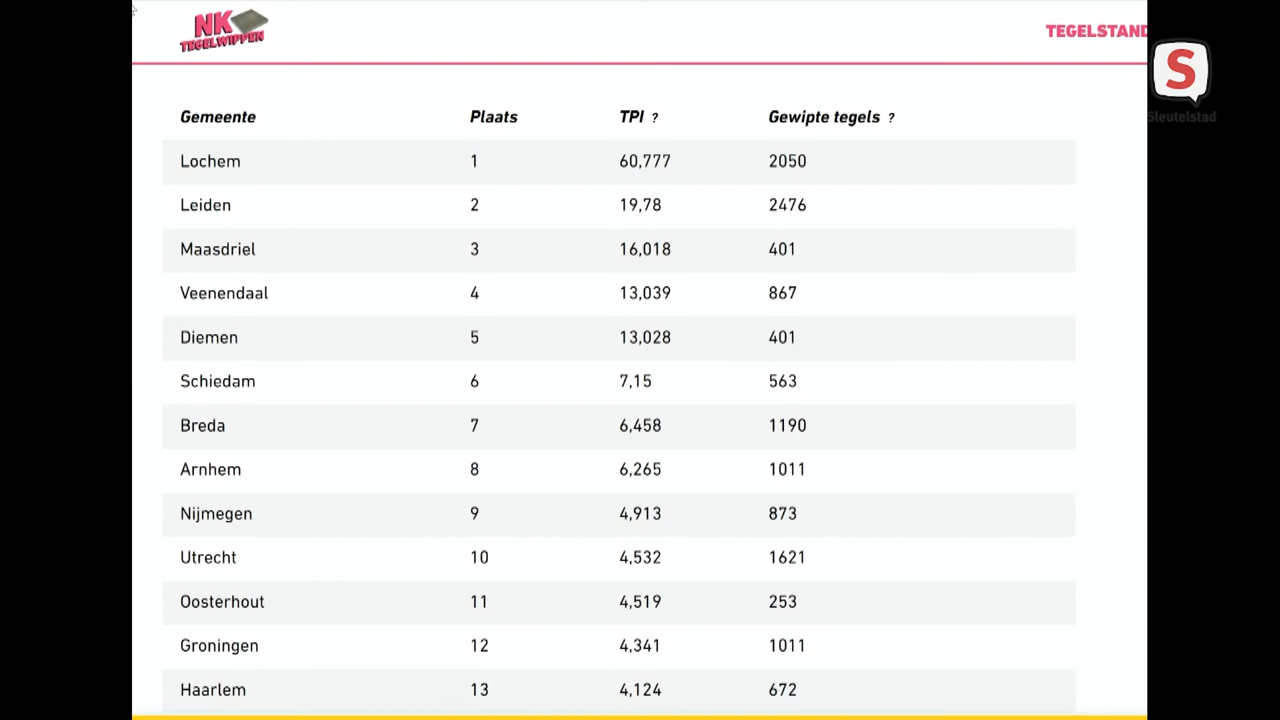 NK
TEGELWIPPEN
TEGELSTAND
S
Sleutelstad
Gemeente Plaats TPI ? Gewipte tegels ?
Lochem 1 60,777 2050
Leiden 2 19,78 2476
Maasdriel 3 16,018 401
Veenendaal 4 13,039 867
Diemen 5 13,028 401
Schiedam 6 7,15 563
Breda 7 6,458 1190
Arnhem 8 6,265 1011
Nijmegen 9 4,913 873
Utrecht 10 4,532 1621
Oosterhout 11 4,519 253
Groningen 12 4,341 1011
Haarlem 13 4,124 672